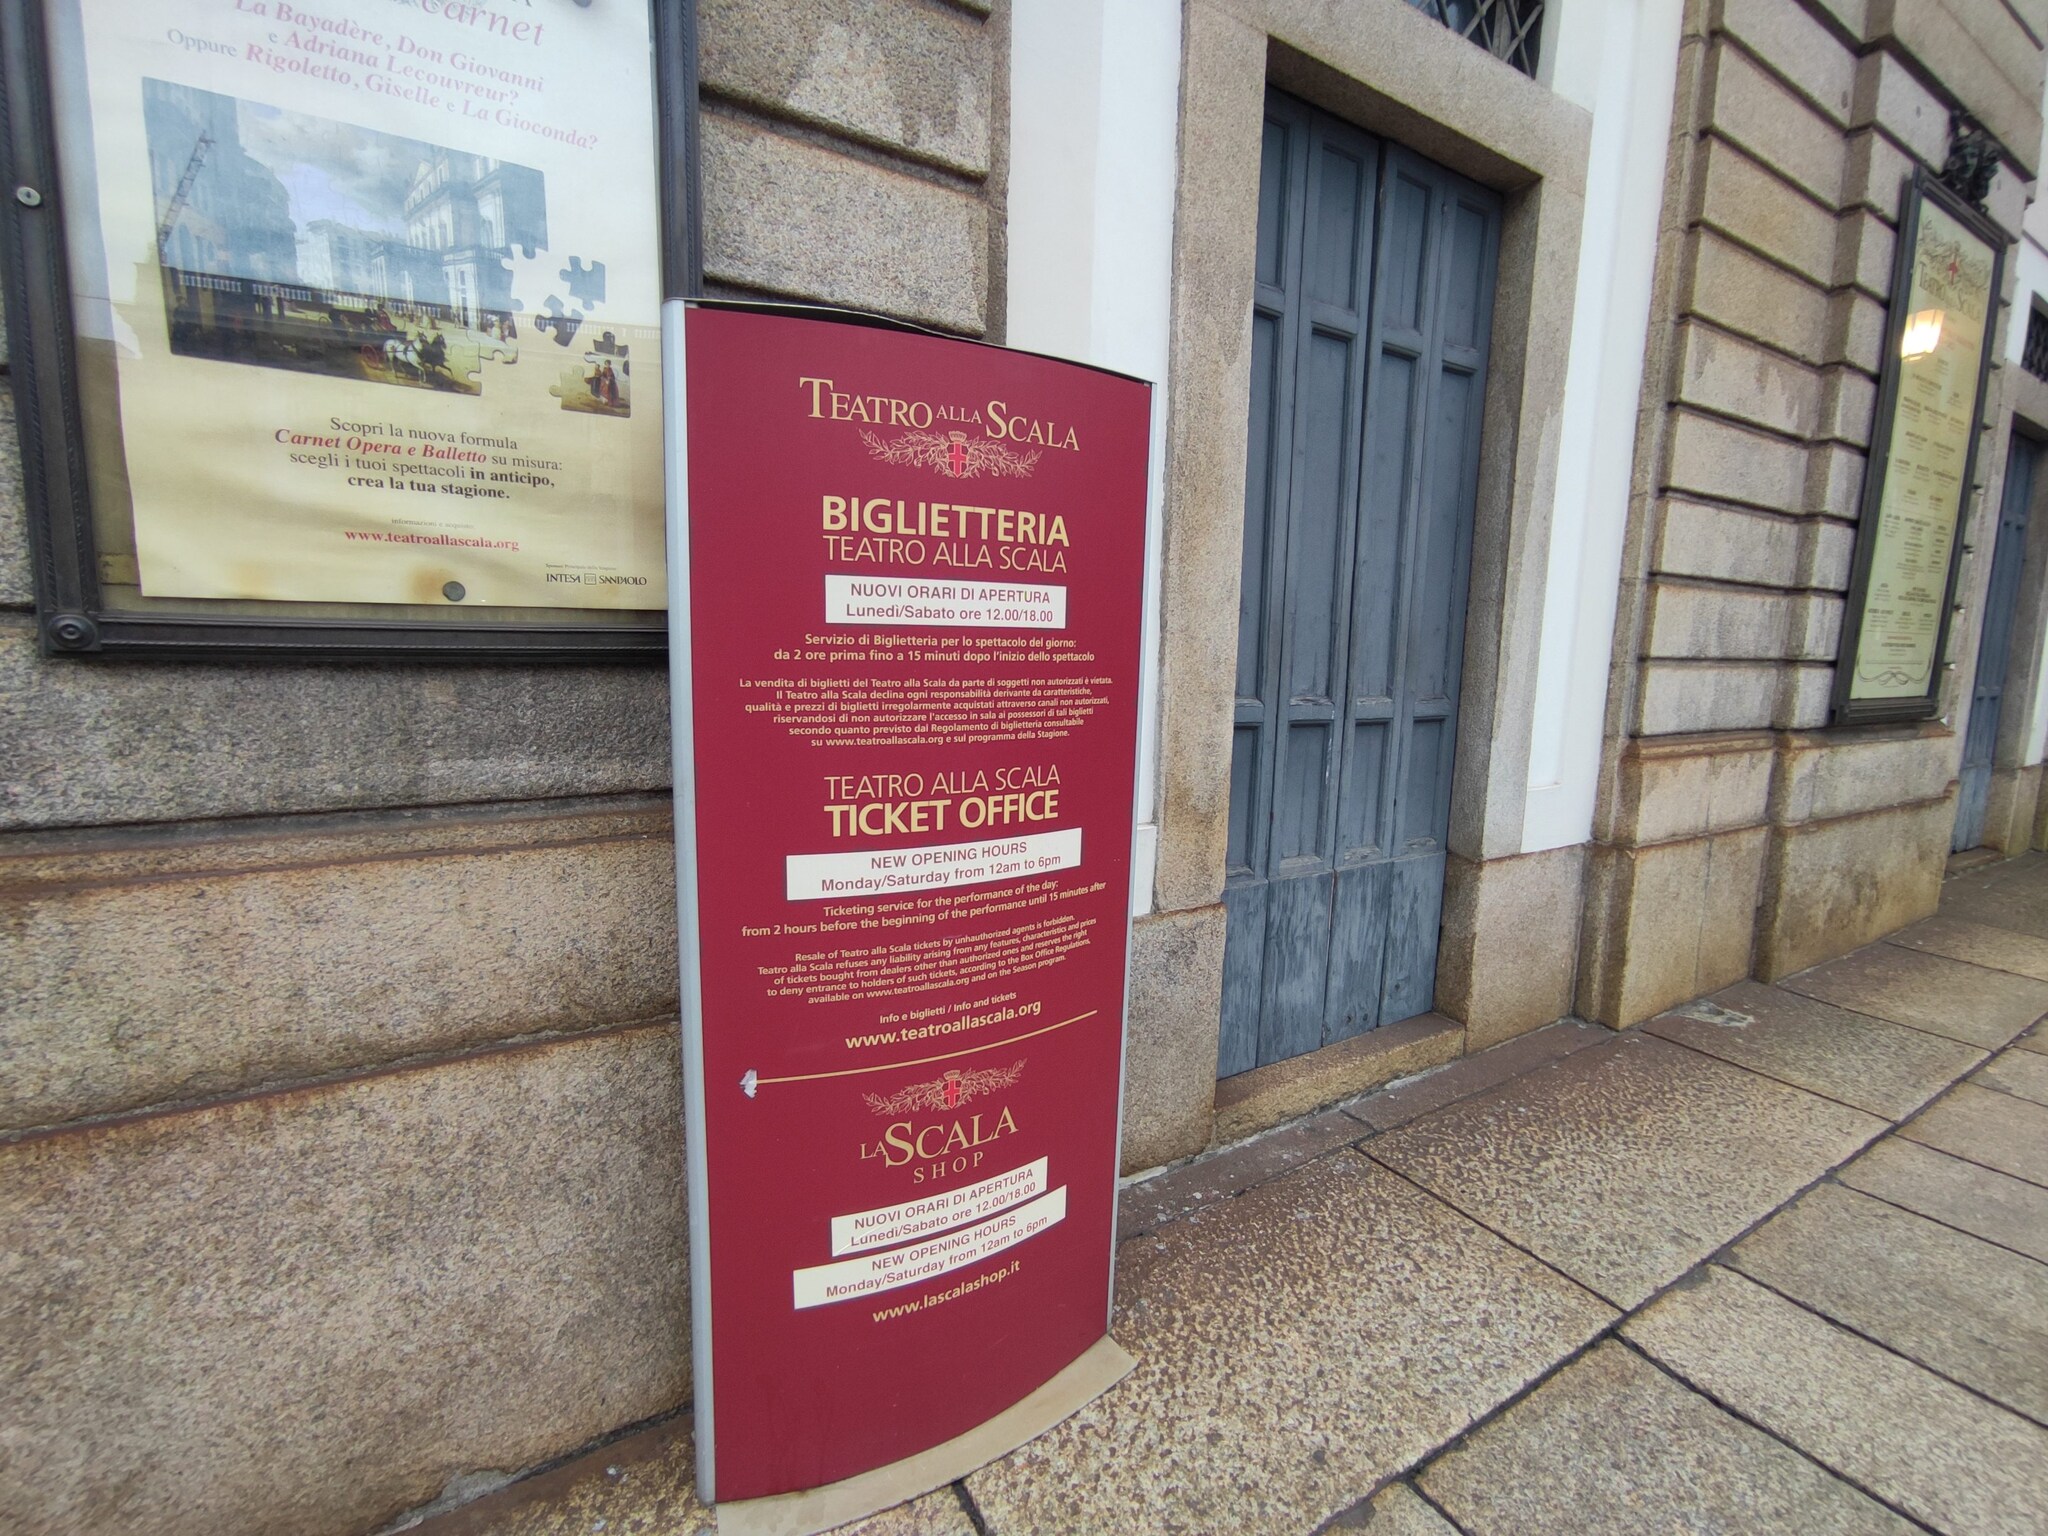 Carnet
La Bayadère, Don Giovanni
e Adriana Lecouvreur?
Oppure Rigoletto, Giselle e La Gioconda?
Scopri la nuova formula
Carnet Opera e Balletto su misura:
scegli i tuoi spettacoli in anticipo,
crea la tua stagione.
informazioni e acquisto
www.teatroallascala.org
Sponsor Principale della Stagione
INTESA SANPAOLO
TEATRO ALLA SCALA
BIGLIETTERIA
TEATRO ALLA SCALA
NUOVI ORARI DI APERTURA
Lunedì/Sabato ore 12.00/18.00
Servizio di Biglietteria per lo spettacolo del giorno:
da 2 ore prima fino a 15 minuti dopo l'inizio dello spettacolo
La vendita di biglietti del Teatro alla Scala da parte di soggetti non autorizzati è vietata.
Il Teatro alla Scala declina ogni responsabilità derivante da caratteristiche,
qualità e prezzi di biglietti irregolarmente acquistati attraverso canali non autorizzati,
riservandosi di non autorizzare l'accesso in sala ai possessori di tali biglietti
secondo quanto previsto dal Regolamento di biglietteria consultabile
su www.teatroallascala.org e sul programma della Stagione.
TEATRO ALLA SCALA
TICKET OFFICE
NEW OPENING HOURS
Monday/Saturday from 12am to 6pm
Ticketing service for the performance of the day:
from 2 hours before the beginning of the performance until 15 minutes after
Resale of Teatro alla Scala tickets by unauthorized agents is forbidden.
Teatro alla Scala refuses any liability arising from any features, characteristics and prices
of tickets bought from dealers other than authorized ones and reserves the right
to deny entrance to holders of such tickets, according to the Box Office Regulations.
available on www.teatroallascala.org and on the Season program.
Info e biglietti / Info and tickets
www.teatroallascala.org
LA SCALA
SHOP
NUOVI ORARI DI APERTURA
Lunedì/Sabato ore 12.00/18.00
NEW OPENING HOURS
Monday/Saturday from 12am to 6pm
www.lascalashop.it